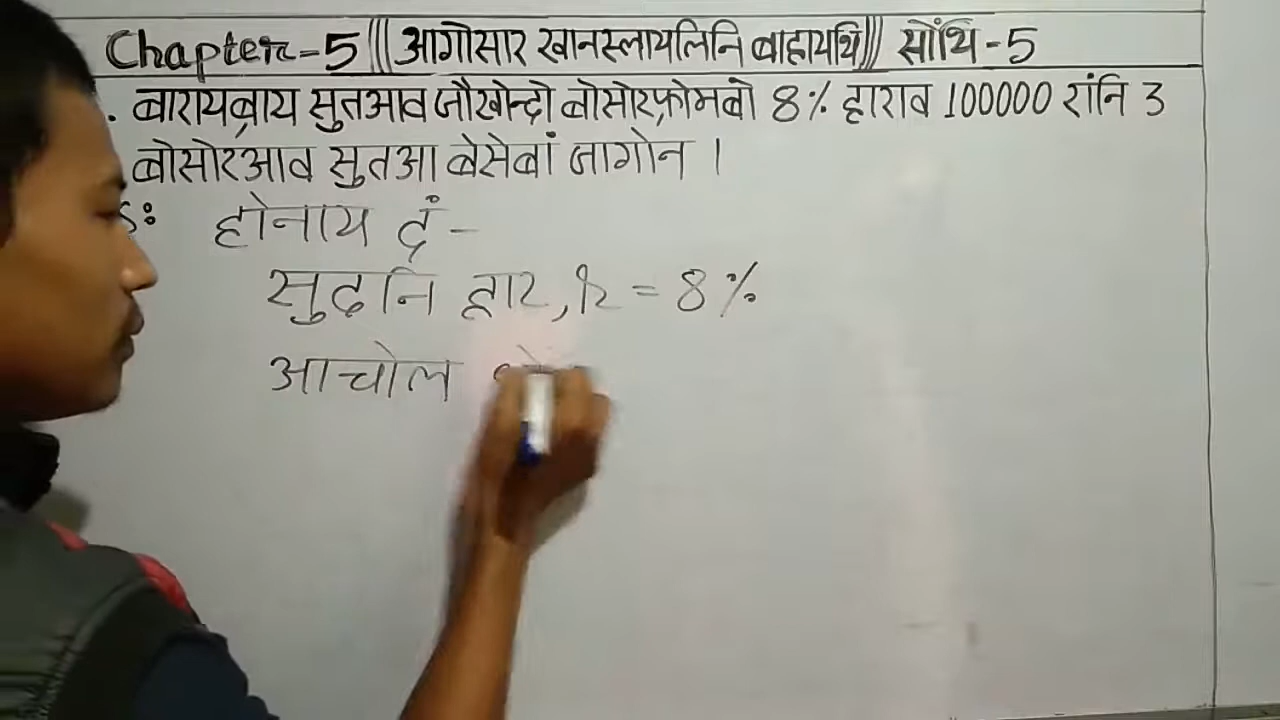 Chapter-5 ||| आगोसार खानस्लायलिनि बाहायथि ||| सोंथि - 5
. बारायब्राय सुतआव जौखोन्दो बोसोरफ्रोमबो 8% हाराव 100000 रांनि 3
बोसोरआव सुतआ बेसेबां जागोन ।
s:
होनाय दं -
सुदनि हार, r = 8%
आचोल